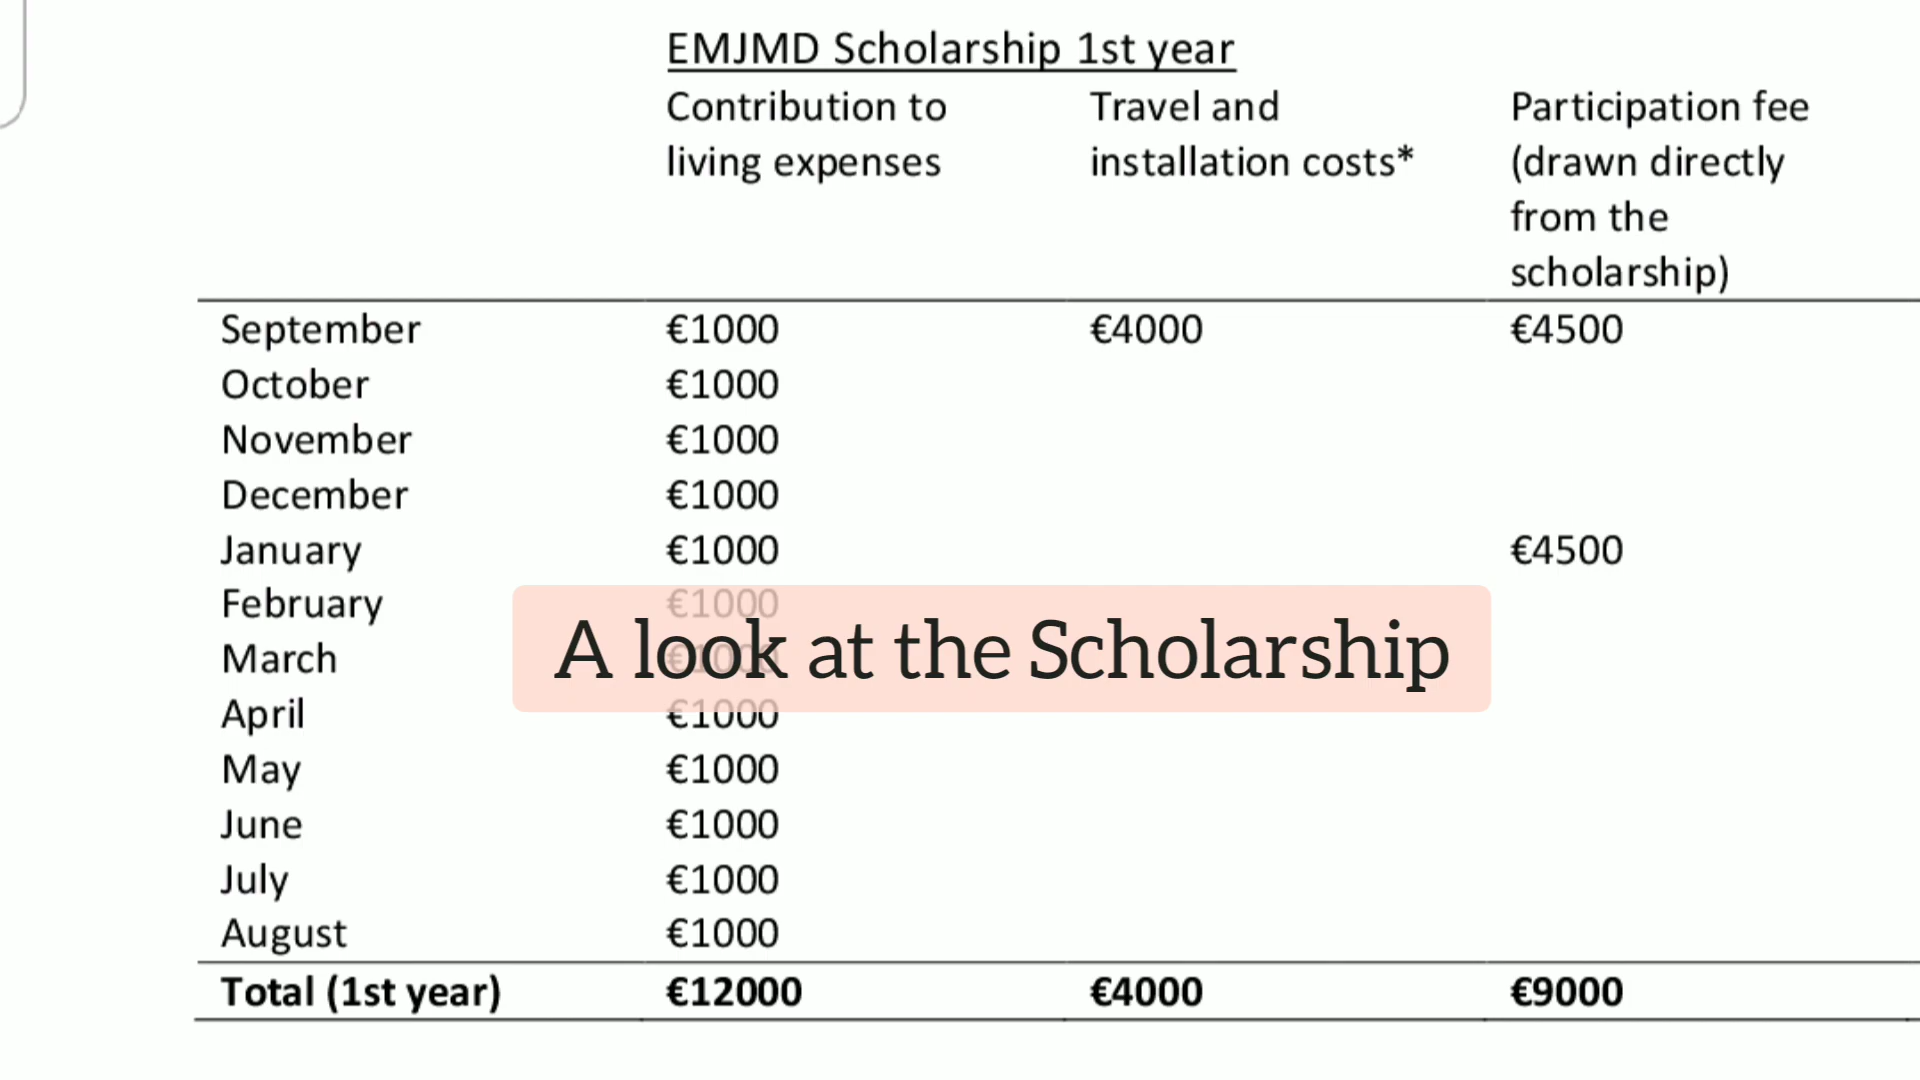 EMJMD Scholarship 1st year
Contribution to living expenses Travel and installation costs* Participation fee (drawn directly from the scholarship)
September €1000 €4000 €4500
October €1000
November €1000
December €1000
January €1000 €4500
February €1000
March €1000
A look at the Scholarship
April €1000
May €1000
June €1000
July €1000
August €1000
Total (1st year) €12000 €4000 €9000